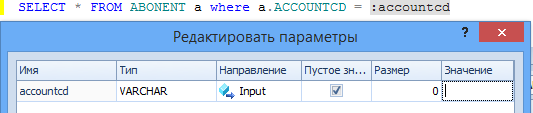 SELECT * FROM ABONENT a where a.ACCOUNTCD = :accountcd
Редактировать параметры ?
Имя Тип Направление Пустое зн... Размер Значение
accountcd VARCHAR Input 0